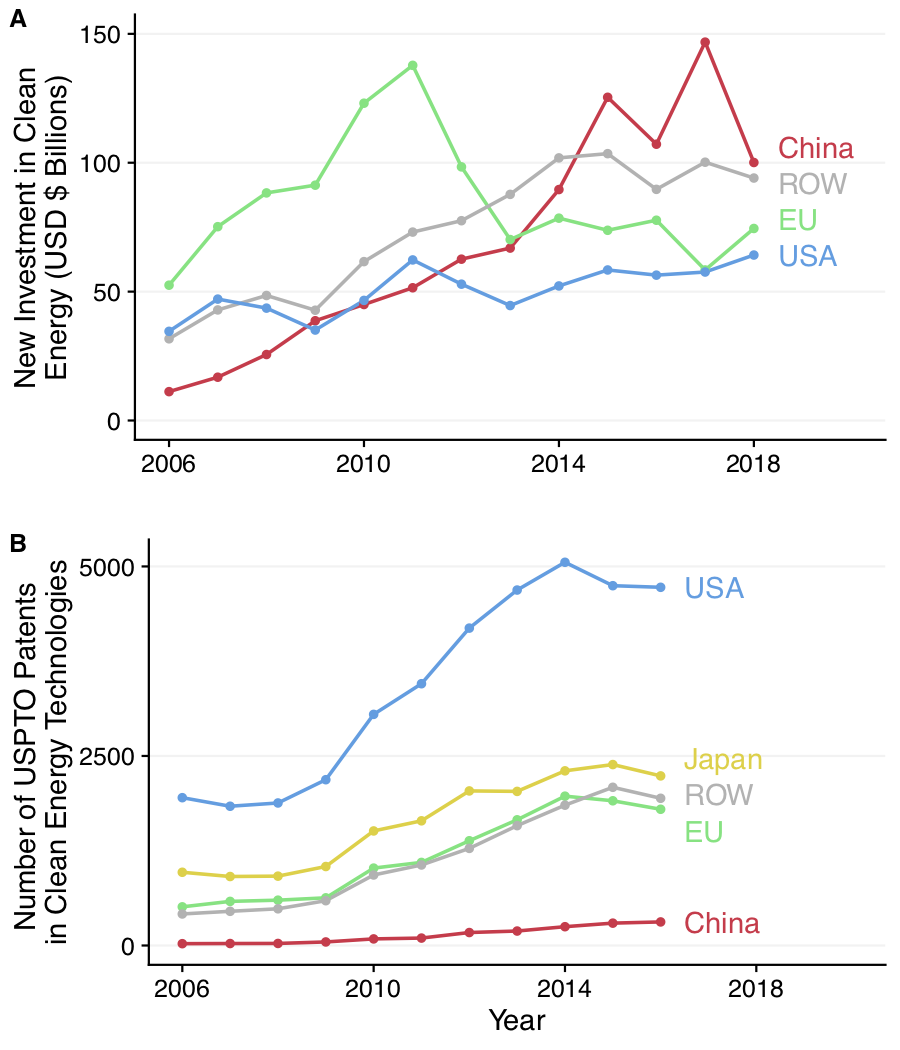 A
New Investment in Clean
Energy (USD $ Billions)
150
100
50
0
China
ROW
EU
USA
2006 2010 2014 2018
B
Number of USPTO Patents
in Clean Energy Technologies
5000
2500
0
USA
Japan
ROW
EU
China
2006 2010 2014 2018
Year